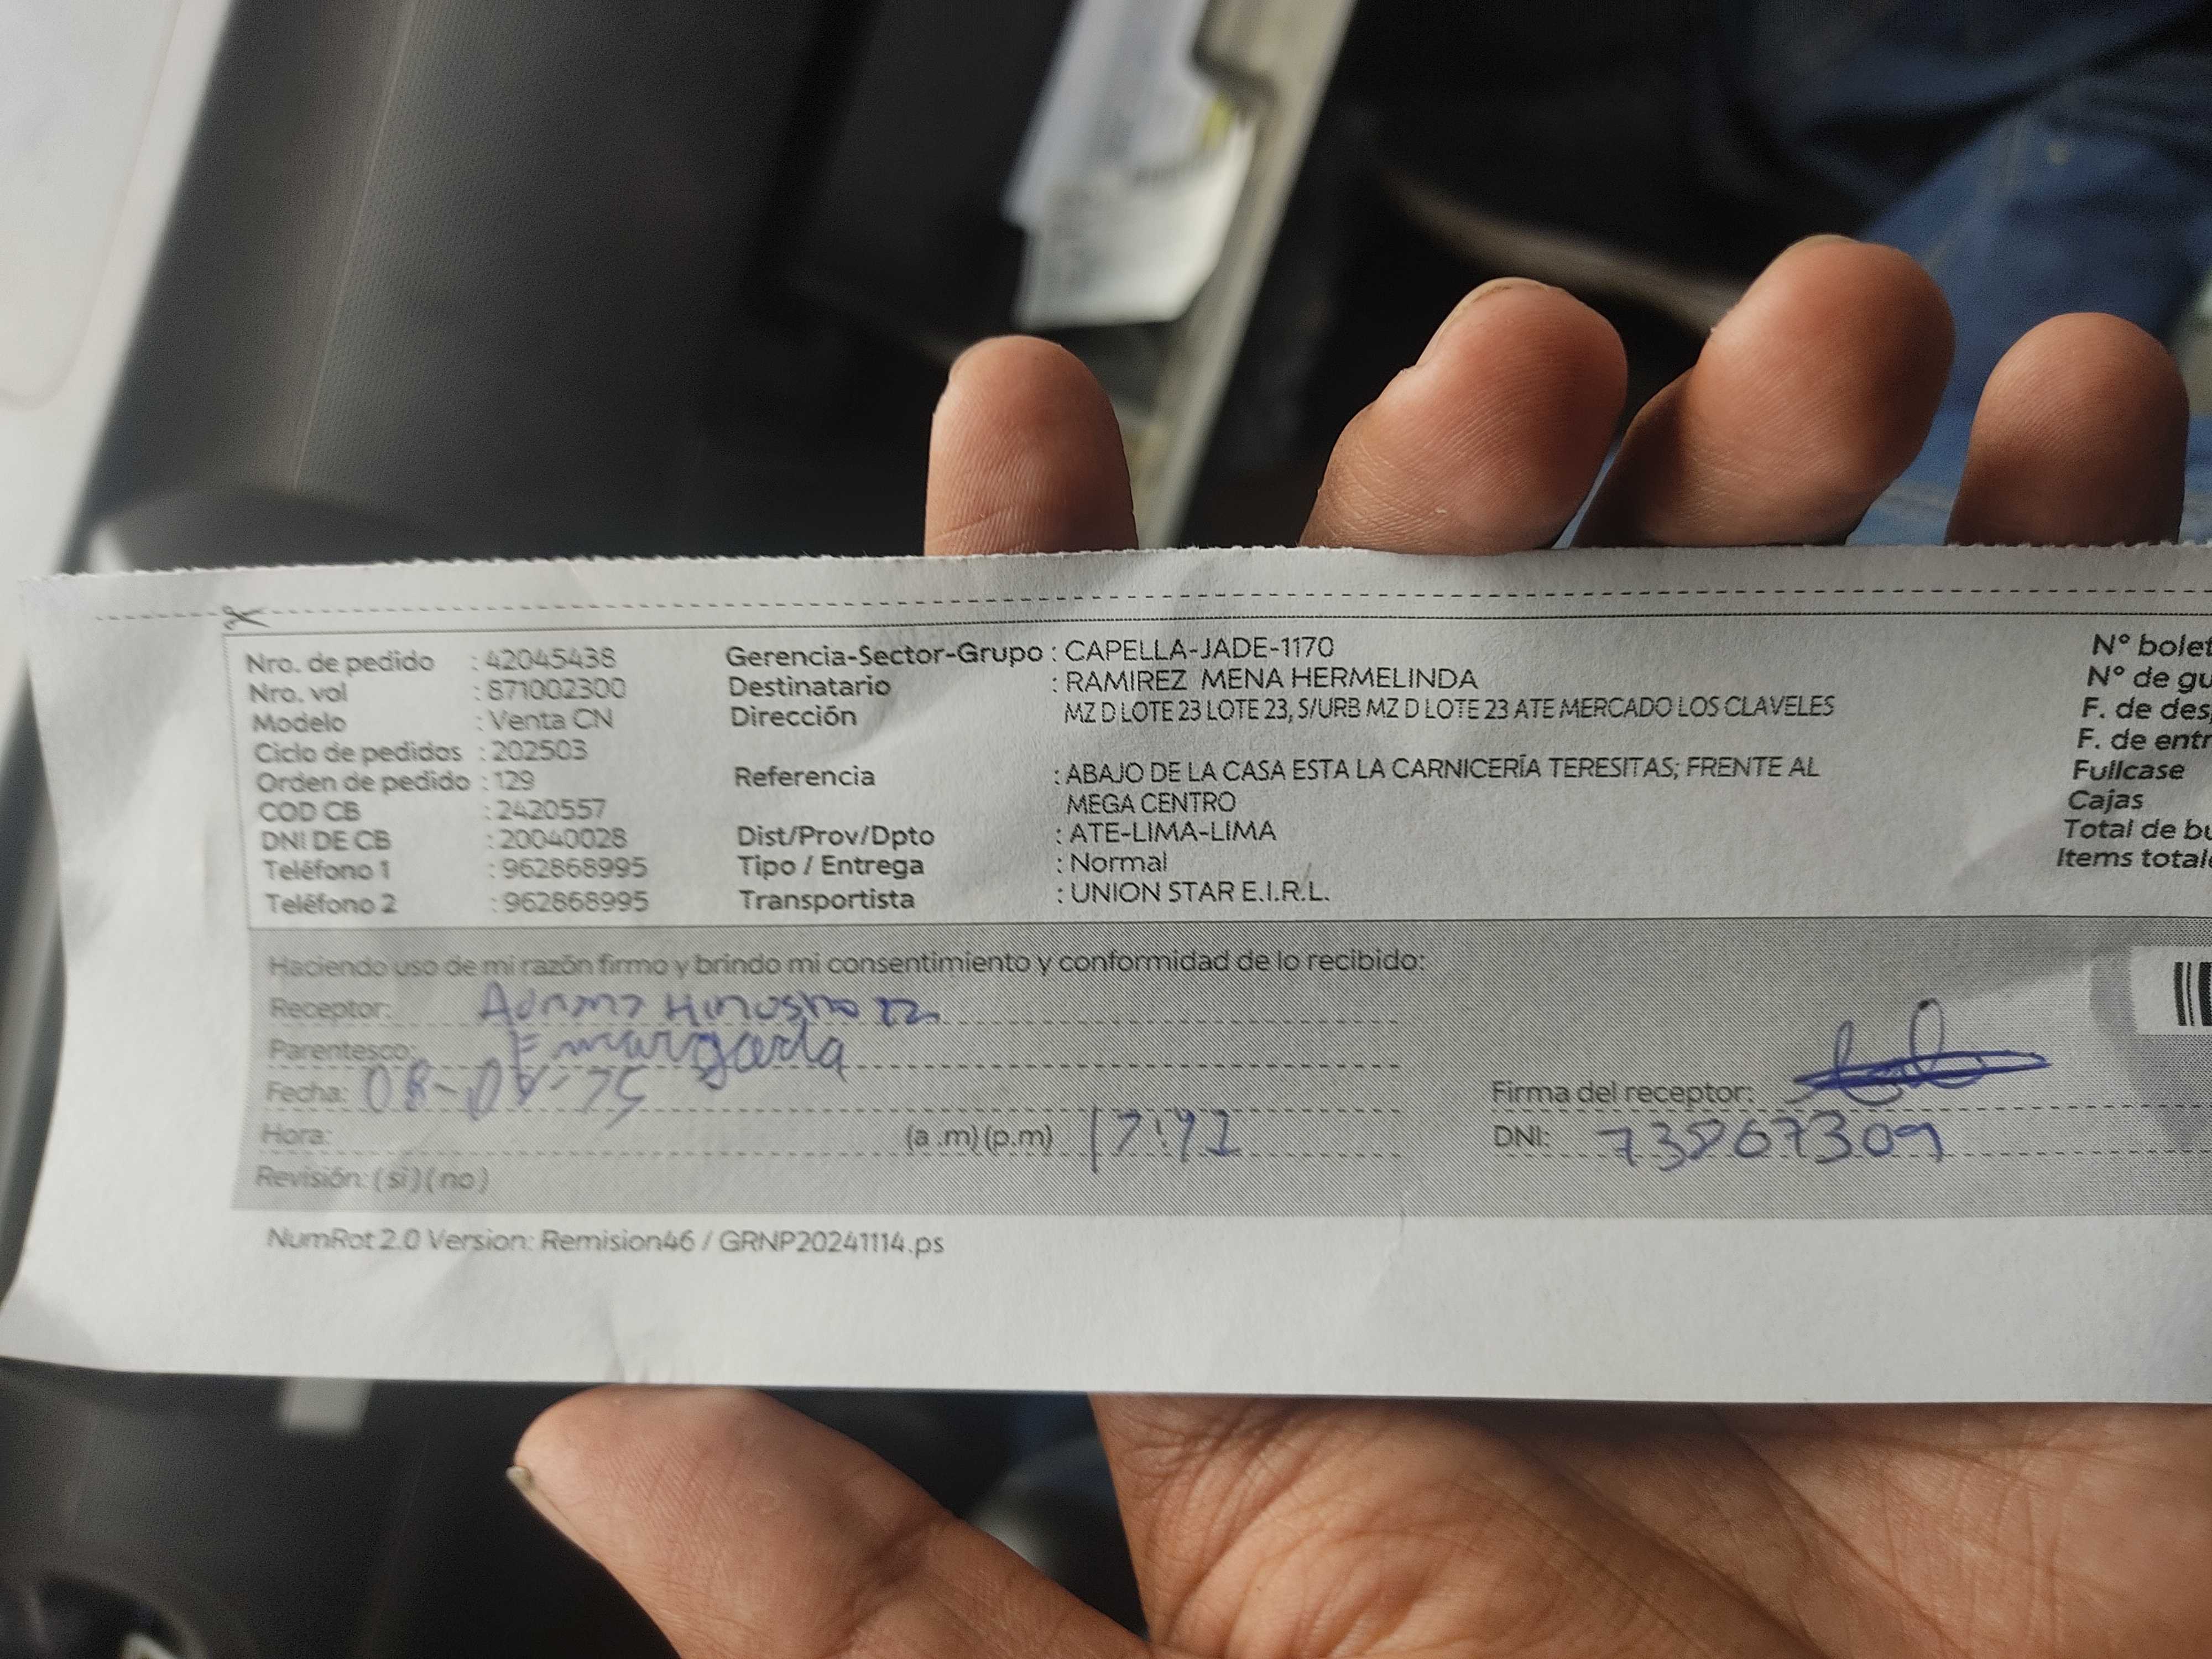 Nro. de pedido : 42045438
Nro. vol : 871002300
Modelo : Venta CN
Ciclo de pedidos : 202503
Orden de pedido : 129
COD CB : 2420557
DNI DE CB : 20040028
Teléfono 1 : 962868995
Teléfono 2 : 962868995
Gerencia-Sector-Grupo : CAPELLA-JADE-1170
Destinatario : RAMIREZ MENA HERMELINDA
Dirección MZ D LOTE 23 LOTE 23, S/URB MZ D LOTE 23 ATE MERCADO LOS CLAVELES
Referencia : ABAJO DE LA CASA ESTA LA CARNICERÍA TERESITAS; FRENTE AL
MEGA CENTRO
Dist/Prov/Dpto : ATE-LIMA-LIMA
Tipo / Entrega : Normal
Transportista : UNION STAR E.I.R.L.
N° bolet
N° de gu
F. de des
F. de entr
Fullcase
Cajas
Total de bu
Items total
Haciendo uso de mi razón firmo y brindo mi consentimiento y conformidad de lo recibido:
Receptor:
Parentesco: Emcargada
Fecha:
Hora: (a .m)(p.m)
Revisión: (si)(no)
Firma del receptor:
DNI: 73867309
NumRot 2.0 Version: Remision46 / GRNP20241114.ps